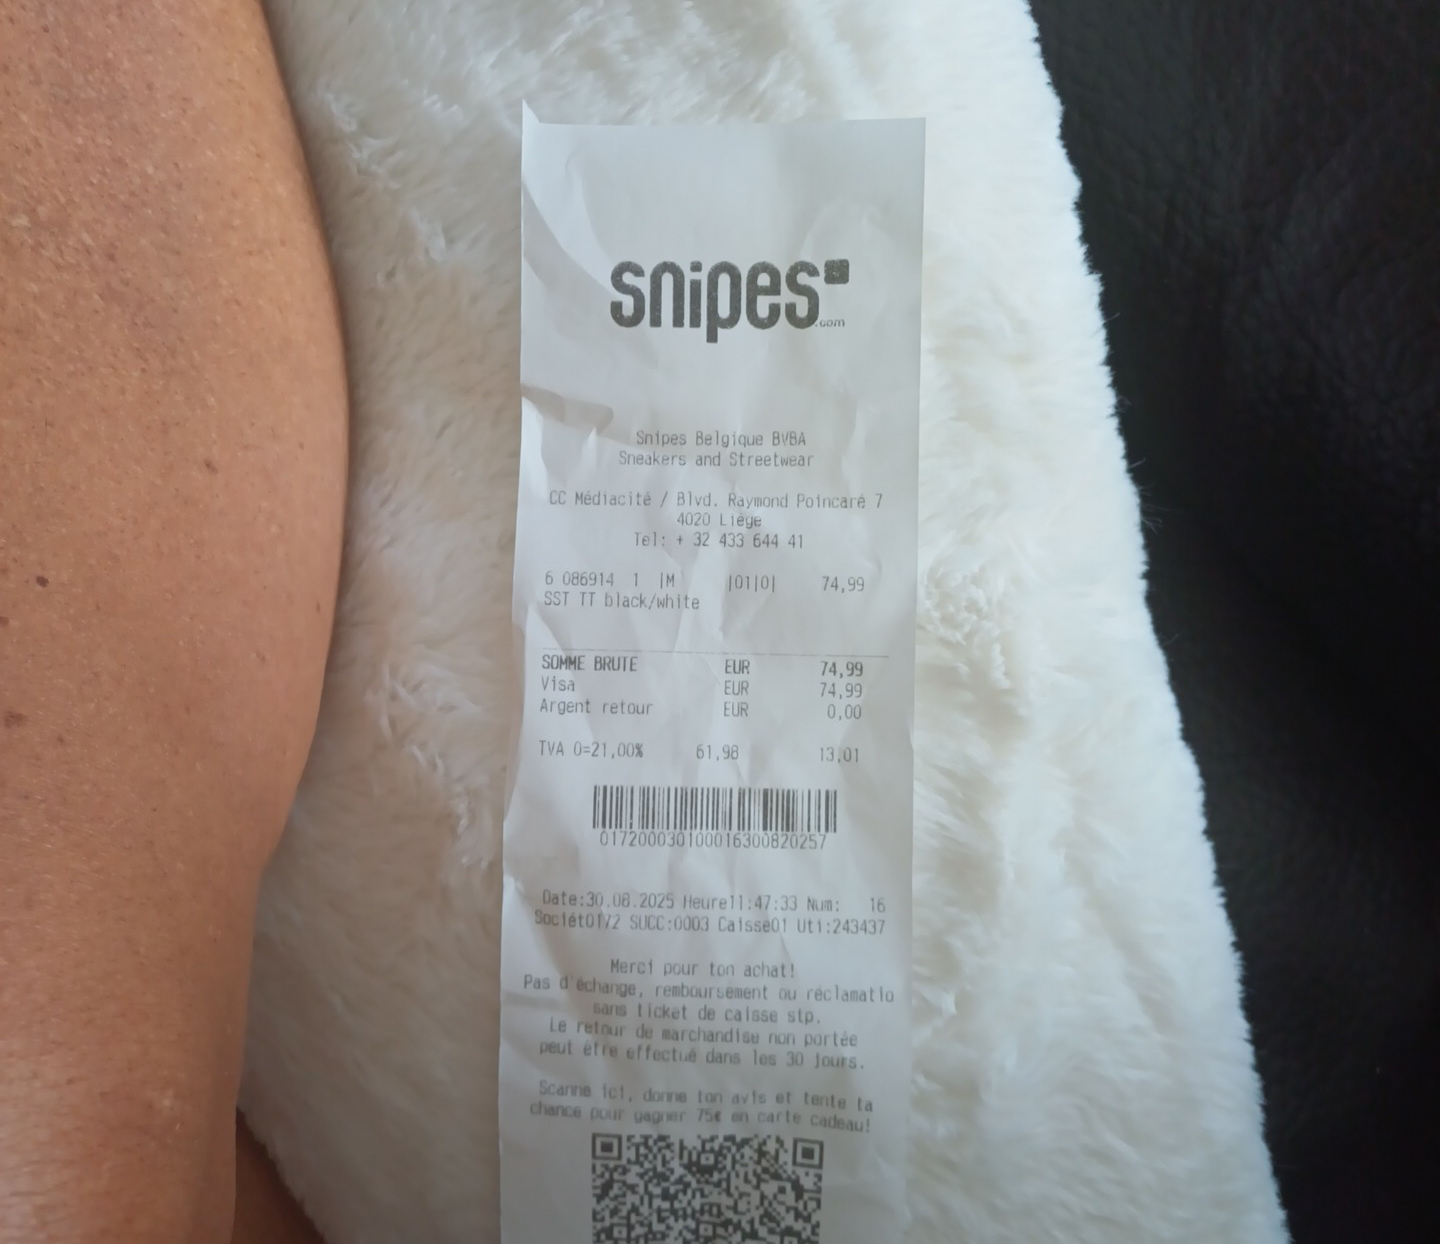 snipes
.com
Snipes Belgique BVBA
Sneakers and Streetwear
CC Médiacité / Blvd. Raymond Poincaré 7
4020 Liège
Tel: + 32 433 644 41
6 086914 1 |M |01|0| 74,99
SST TT black/white
SOMME BRUTE EUR 74,99
Visa EUR 74,99
Argent retour EUR 0,00
TVA 0=21,00% 61,98 13,01
017200030100016300820257
Date:30.08.2025 Heure11:47:33 Num: 16
Sociét0172 SUCC:0003 Caisse01 Uti:243437
Merci pour ton achat!
Pas d'échange, remboursement ou réclamatio
sans ticket de caisse stp.
Le retour de marchandise non portée
peut être effectué dans les 30 jours.
Scanne ici, donne ton avis et tente ta
chance pour gagner 75€ en carte cadeau!